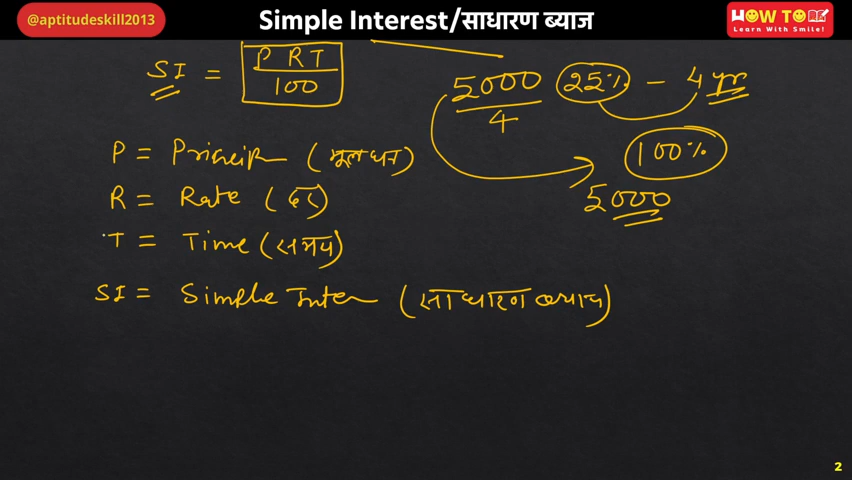 @aptitudeskill2013
Simple Interest/साधारण ब्याज
HOW TO
Learn With Smile!
SI = P R T / 100
5000 / 4 25% - 4 yr
100%
5000
P = Princip (मूलधन)
R = Rate (दर)
T = Time (समय)
SI = Simple Inter (साधारण ब्याज)
2